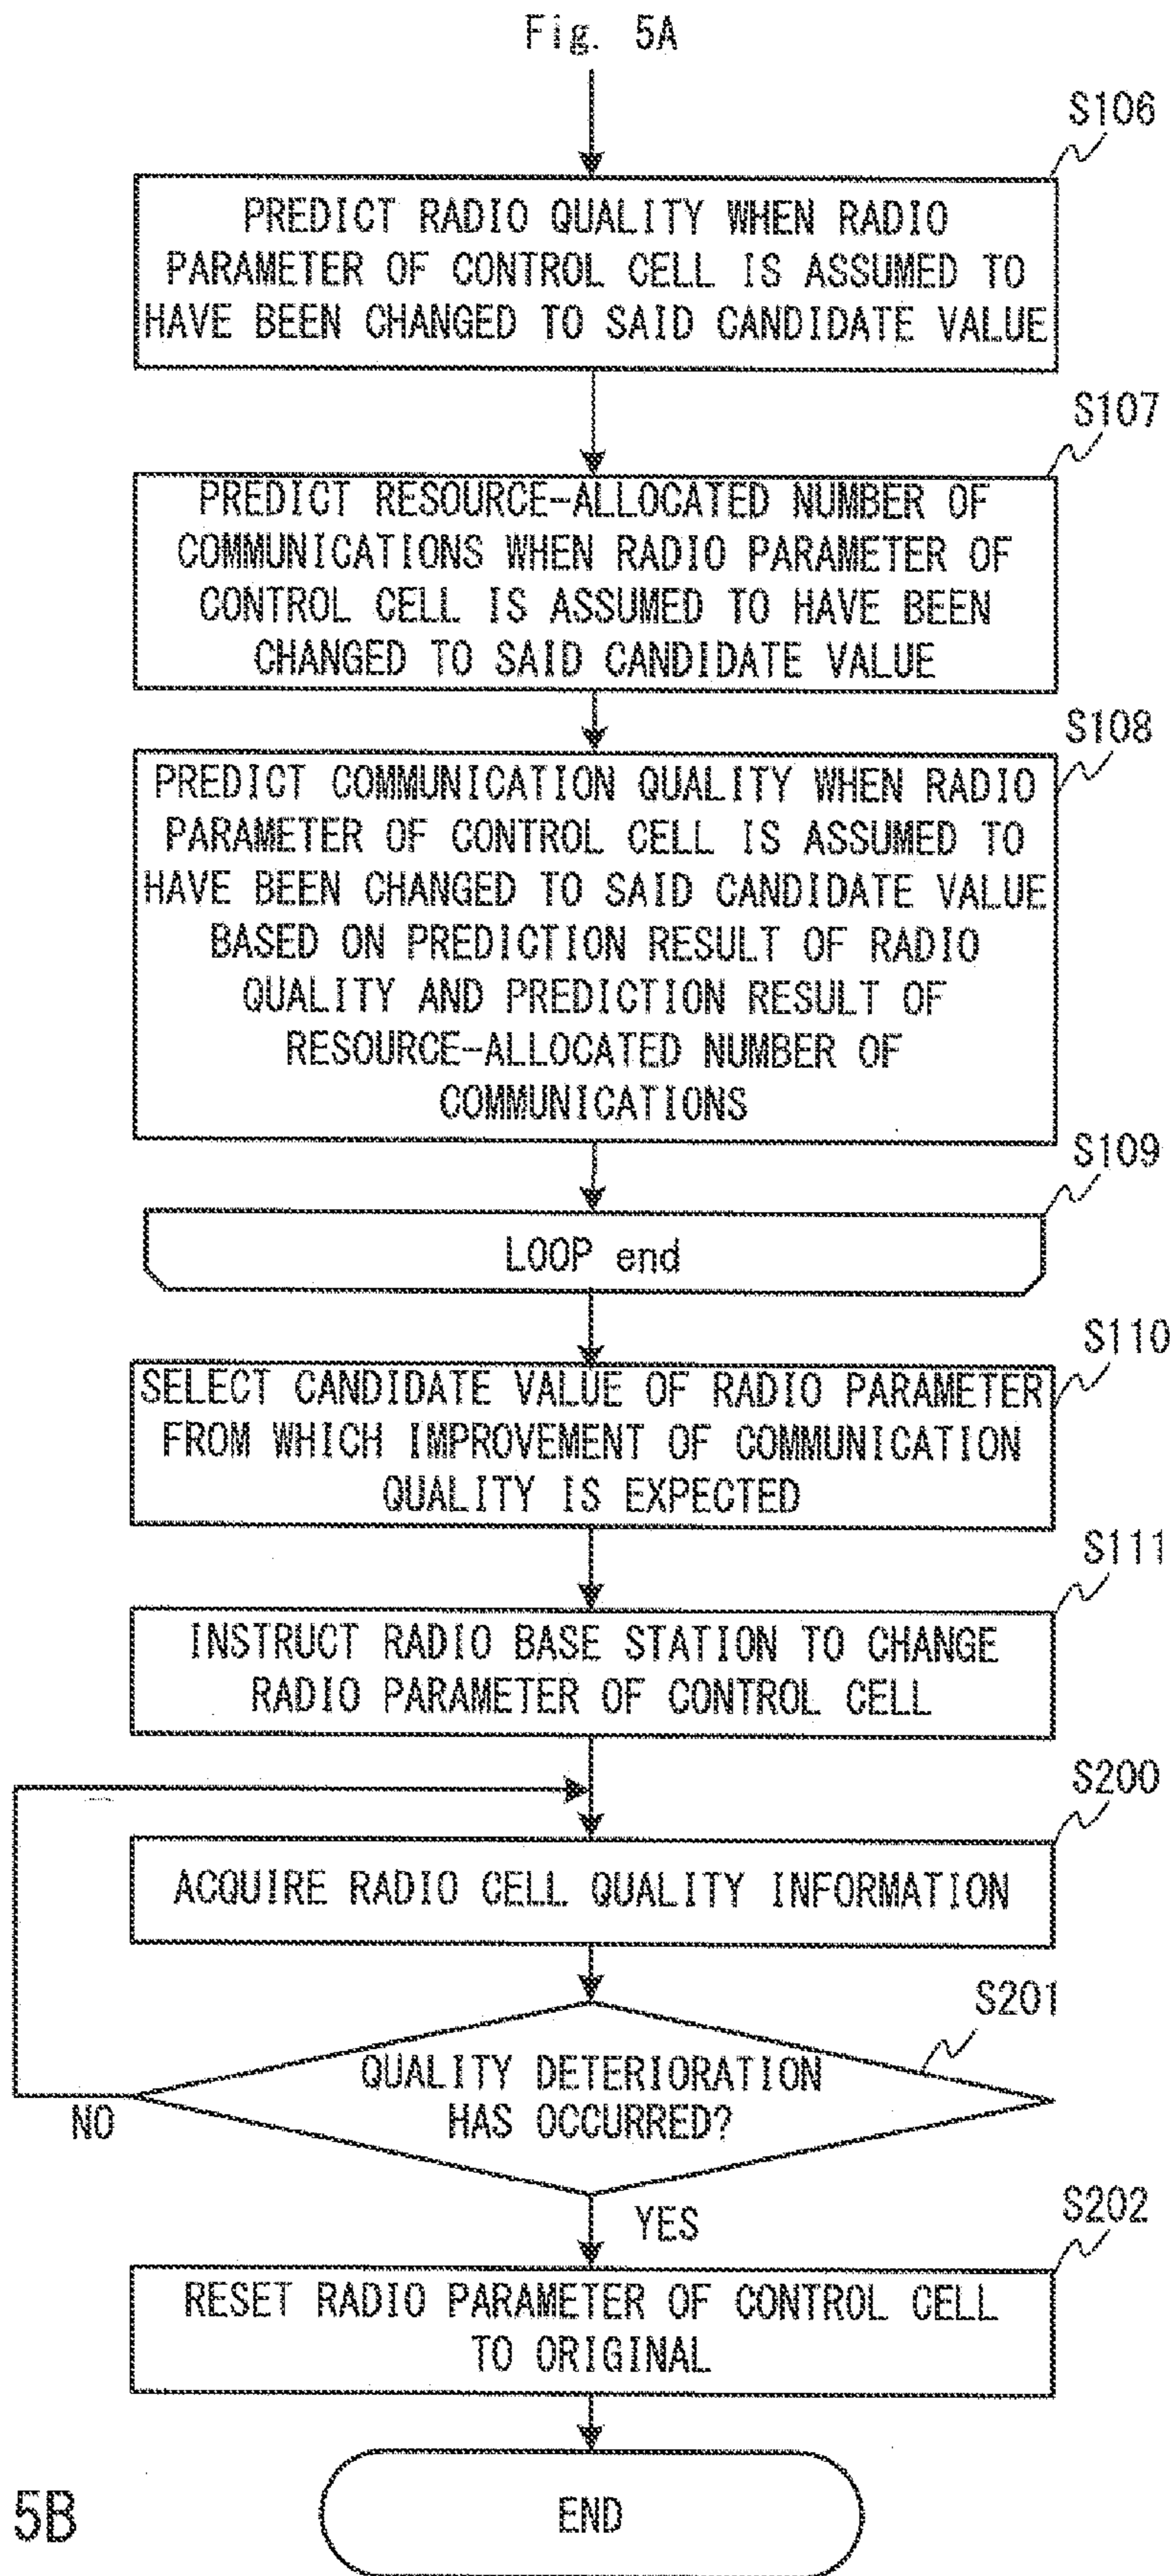 Fig. 5A
S106
PREDICT RADIO QUALITY WHEN RADIO
PARAMETER OF CONTROL CELL IS ASSUMED TO
HAVE BEEN CHANGED TO SAID CANDIDATE VALUE
S107
PREDICT RESOURCE-ALLOCATED NUMBER OF
COMMUNICATIONS WHEN RADIO PARAMETER OF
CONTROL CELL IS ASSUMED TO HAVE BEEN
CHANGED TO SAID CANDIDATE VALUE
S108
PREDICT COMMUNICATION QUALITY WHEN RADIO
PARAMETER OF CONTROL CELL IS ASSUMED TO
HAVE BEEN CHANGED TO SAID CANDIDATE VALUE
BASED ON PREDICTION RESULT OF RADIO
QUALITY AND PREDICTION RESULT OF
RESOURCE-ALLOCATED NUMBER OF
COMMUNICATIONS
S109
LOOP end
S110
SELECT CANDIDATE VALUE OF RADIO PARAMETER
FROM WHICH IMPROVEMENT OF COMMUNICATION
QUALITY IS EXPECTED
S111
INSTRUCT RADIO BASE STATION TO CHANGE
RADIO PARAMETER OF CONTROL CELL
S200
ACQUIRE RADIO CELL QUALITY INFORMATION
S201
QUALITY DETERIORATION
HAS OCCURRED?
NO
YES
S202
RESET RADIO PARAMETER OF CONTROL CELL
TO ORIGINAL
END
5B